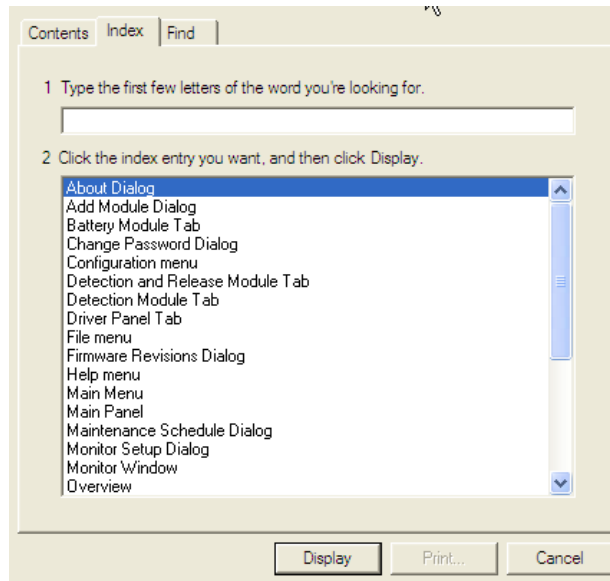 Contents Index Find
1 Type the first few letters of the word you're looking for.
2 Click the index entry you want, and then click Display.
About Dialog
Add Module Dialog
Battery Module Tab
Change Password Dialog
Configuration menu
Detection and Release Module Tab
Detection Module Tab
Driver Panel Tab
File menu
Firmware Revisions Dialog
Help menu
Main Menu
Main Panel
Maintenance Schedule Dialog
Monitor Setup Dialog
Monitor Window
Overview
Display Print... Cancel